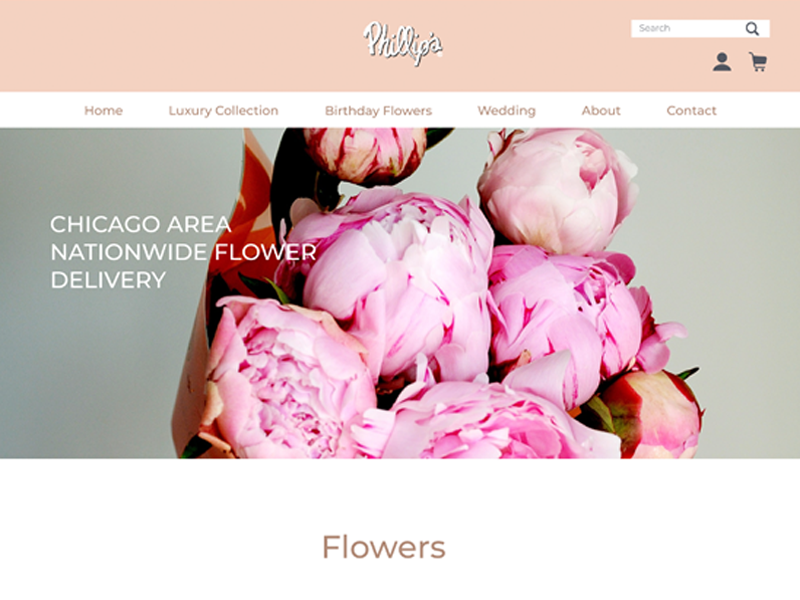 Phillip's
Search
Home Luxury Collection Birthday Flowers Wedding About Contact
CHICAGO AREA
NATIONWIDE FLOWER
DELIVERY
Flowers